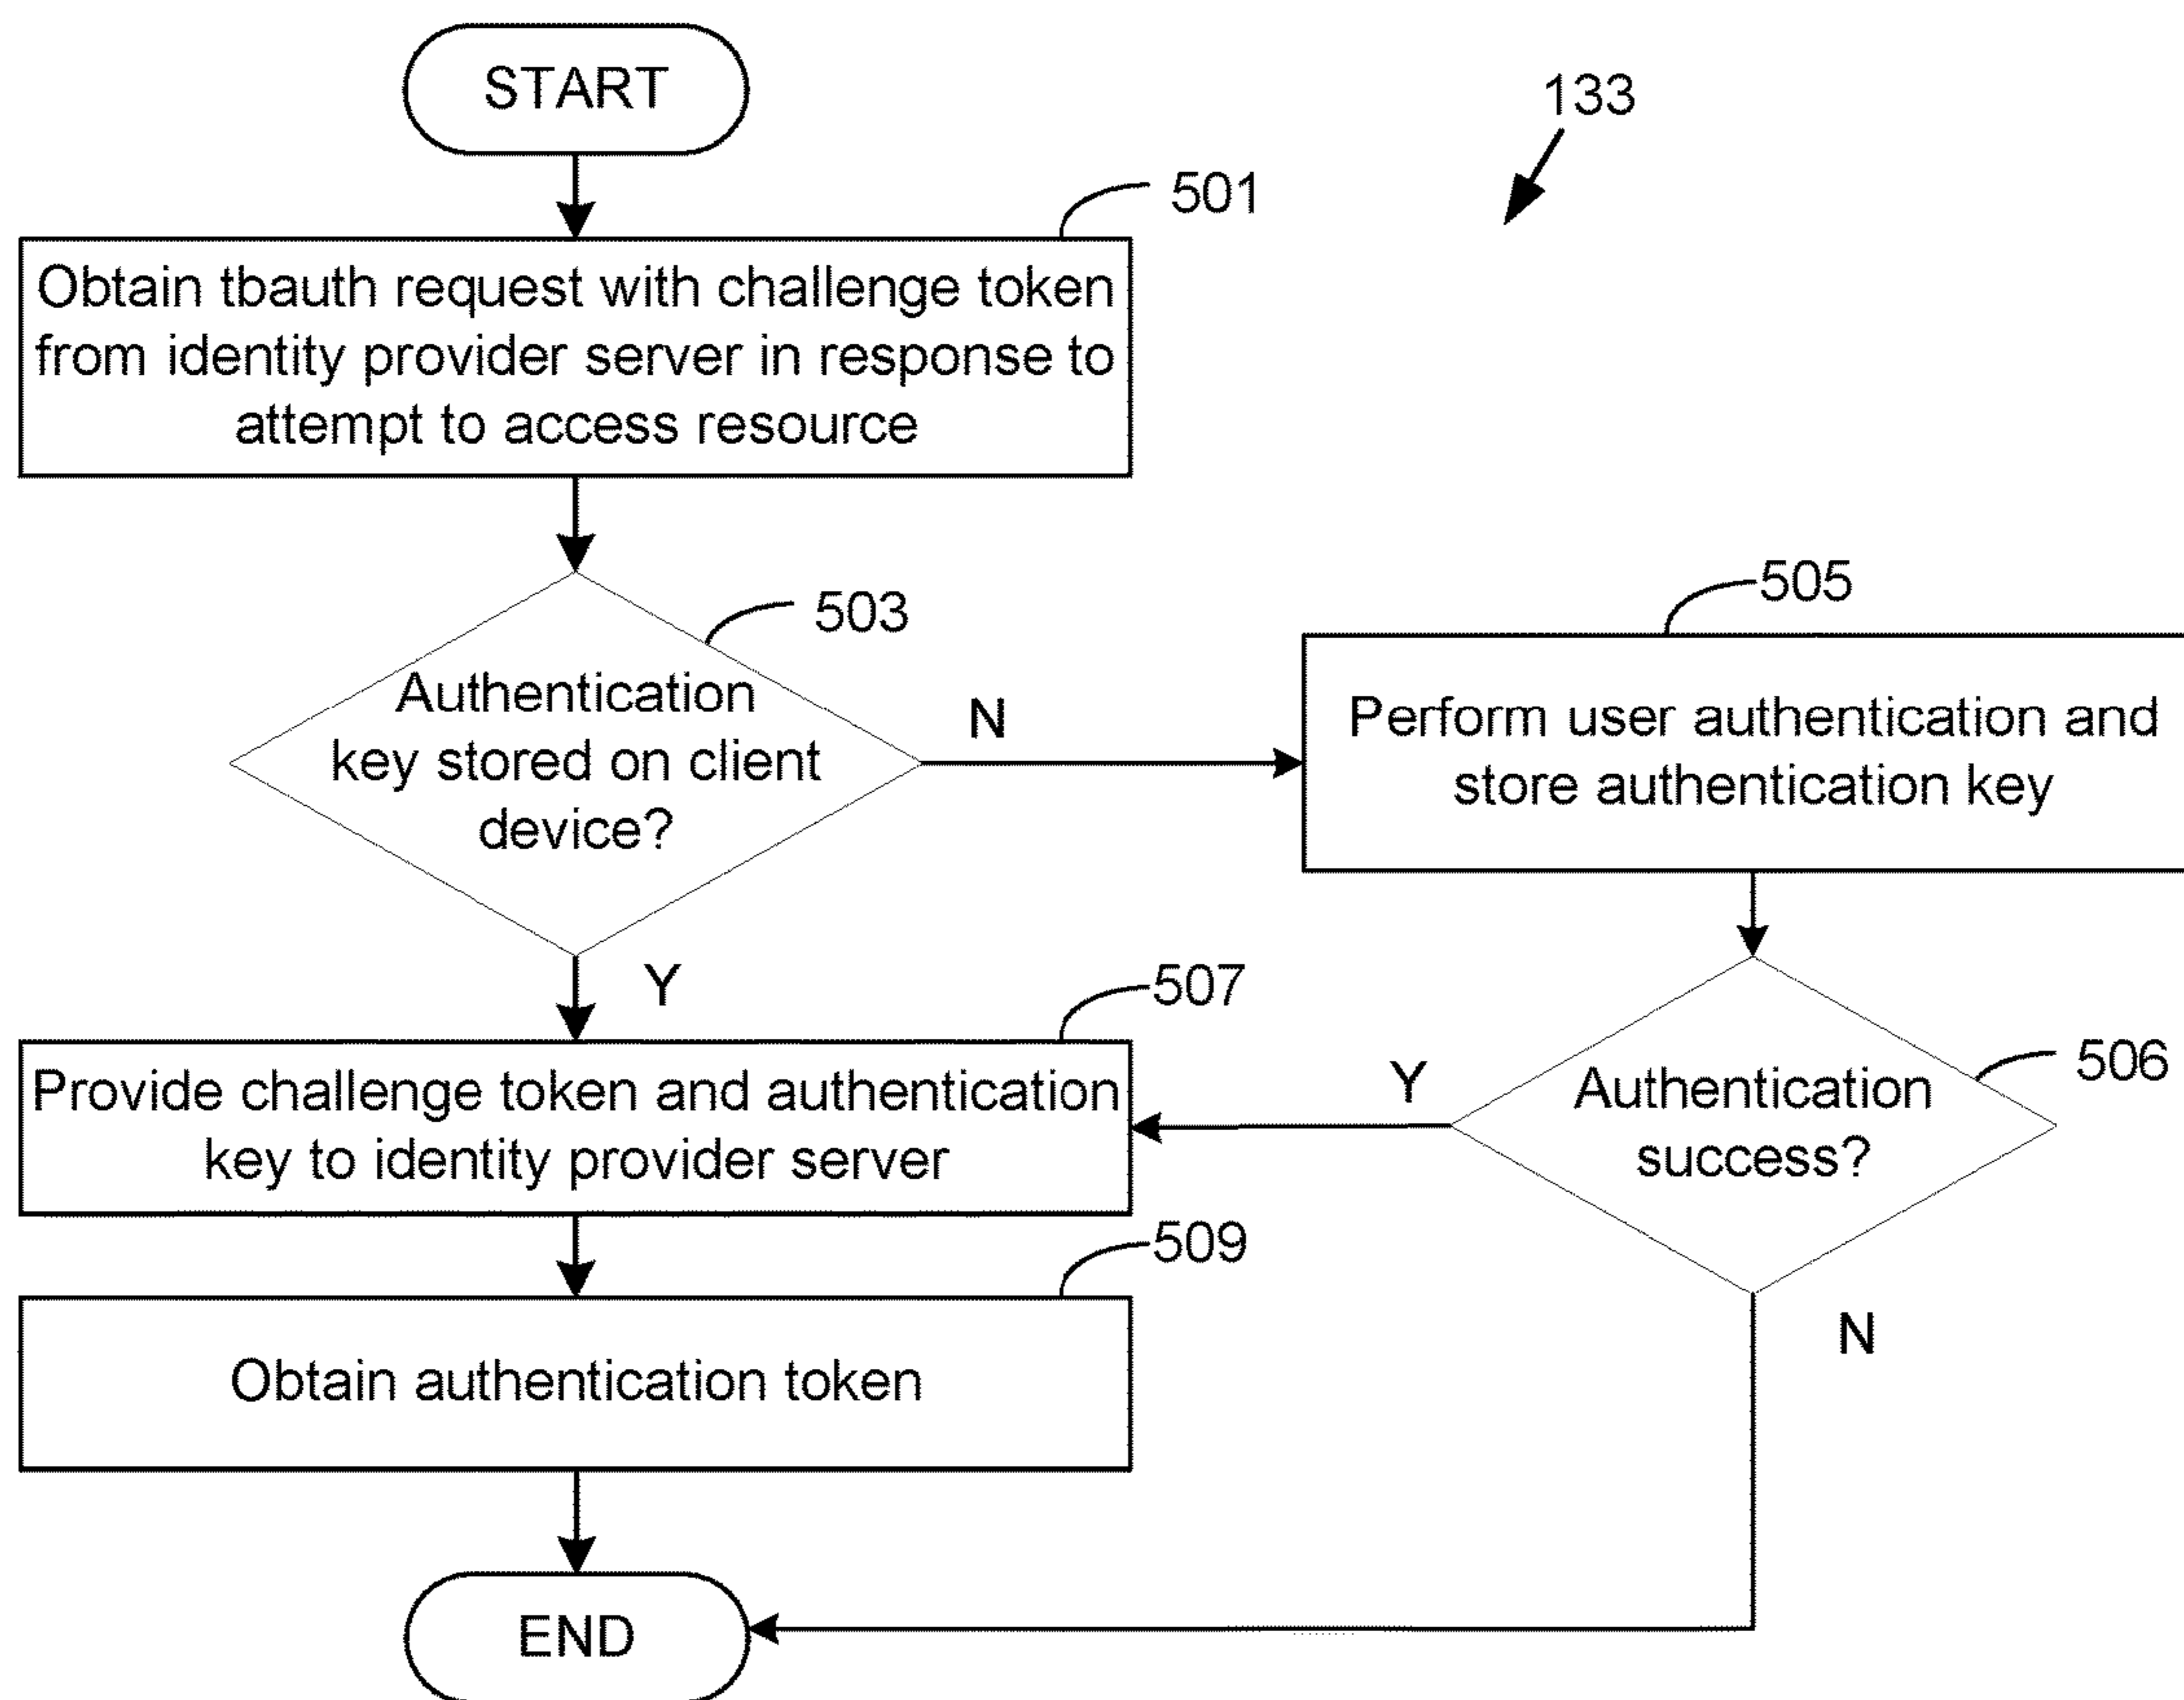 START
133
501
Obtain tbauth request with challenge token
from identity provider server in response to
attempt to access resource
503
Authentication
key stored on client
device?
N
505
Perform user authentication and
store authentication key
Y
507
Provide challenge token and authentication
key to identity provider server
Y
506
Authentication
success?
509
Obtain authentication token
N
END